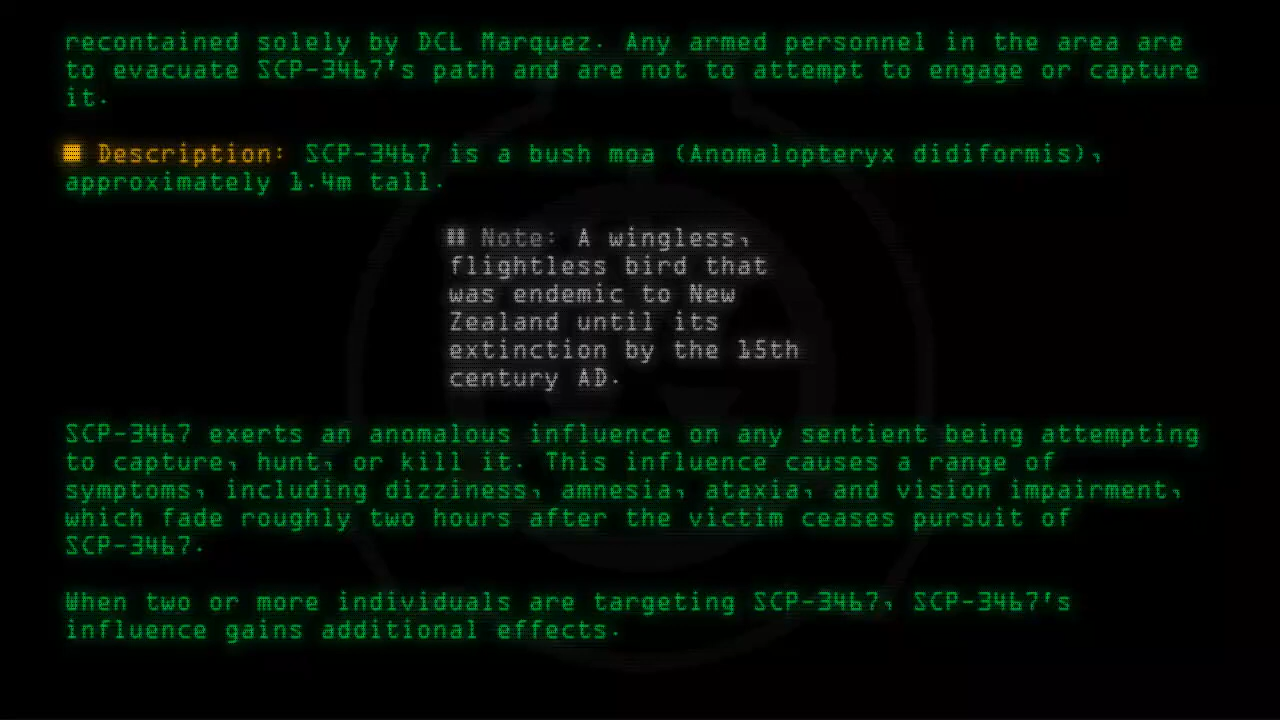 recontained solely by DCL Marquez. Any armed personnel in the area are
to evacuate SCP-3467's path and are not to attempt to engage or capture
it.
Description: SCP-3467 is a bush moa (Anomalopteryx didiformis),
approximately 1.4m tall.
Note: A wingless,
flightless bird that
was endemic to New
Zealand until its
extinction by the 15th
century AD.
SCP-3467 exerts an anomalous influence on any sentient being attempting
to capture, hunt, or kill it. This influence causes a range of
symptoms, including dizziness, amnesia, ataxia, and vision impairment,
which fade roughly two hours after the victim ceases pursuit of
SCP-3467.
When two or more individuals are targeting SCP-3467, SCP-3467's
influence gains additional effects.